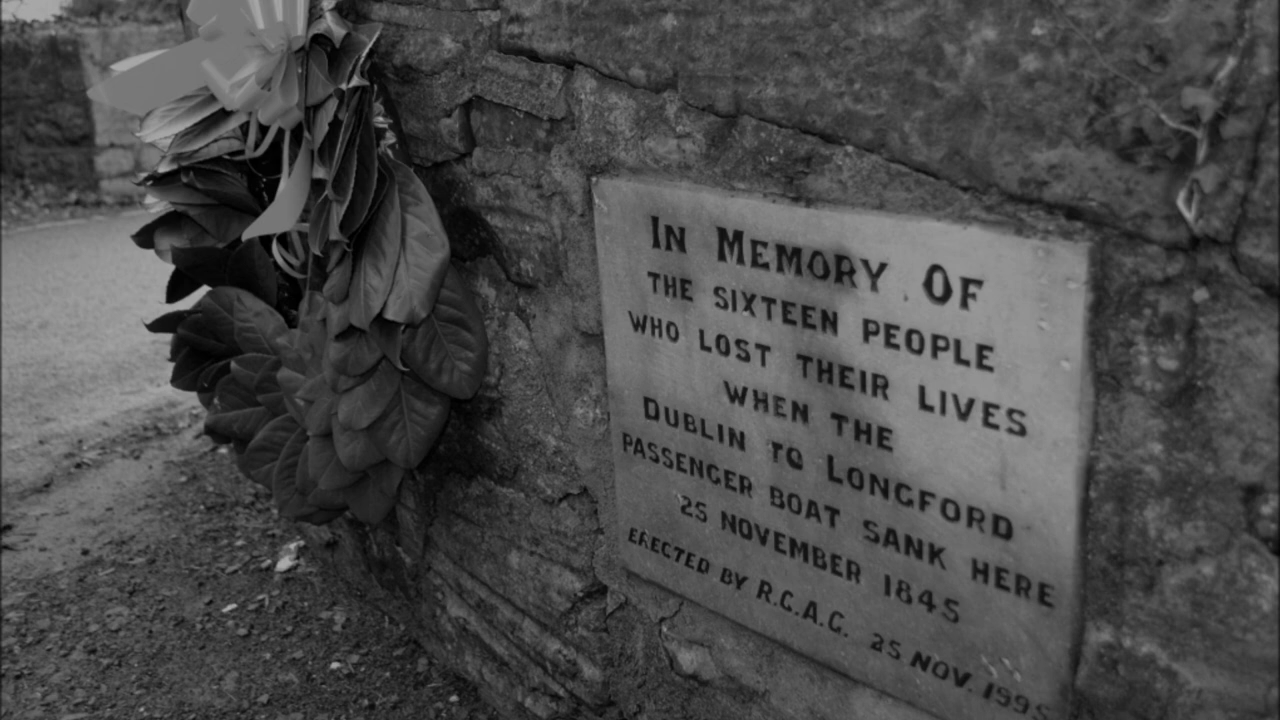 IN MEMORY OF
THE SIXTEEN PEOPLE
WHO LOST THEIR LIVES
WHEN THE
DUBLIN TO LONGFORD
PASSENGER BOAT SANK HERE
25 NOVEMBER 1845
ERECTED BY R.C.A.G. 25 NOV. 1995